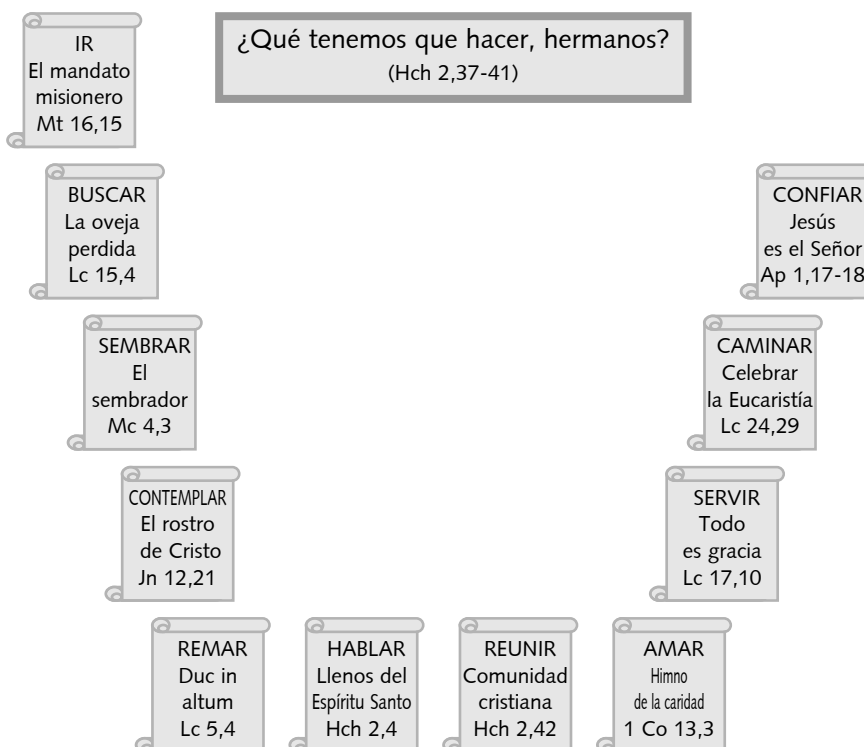 ¿Qué tenemos que hacer, hermanos?
(Hch 2,37-41)
IR
El mandato
misionero
Mt 16,15
BUSCAR
La oveja
perdida
Lc 15,4
SEMBRAR
El
sembrador
Mc 4,3
CONTEMPLAR
El rostro
de Cristo
Jn 12,21
REMAR
Duc in
altum
Lc 5,4
HABLAR
Llenos del
Espíritu Santo
Hch 2,4
REUNIR
Comunidad
cristiana
Hch 2,42
AMAR
Himno
de la caridad
1 Co 13,3
SERVIR
Todo
es gracia
Lc 17,10
CAMINAR
Celebrar
la Eucaristía
Lc 24,29
CONFIAR
Jesús
es el Señor
Ap 1,17-18